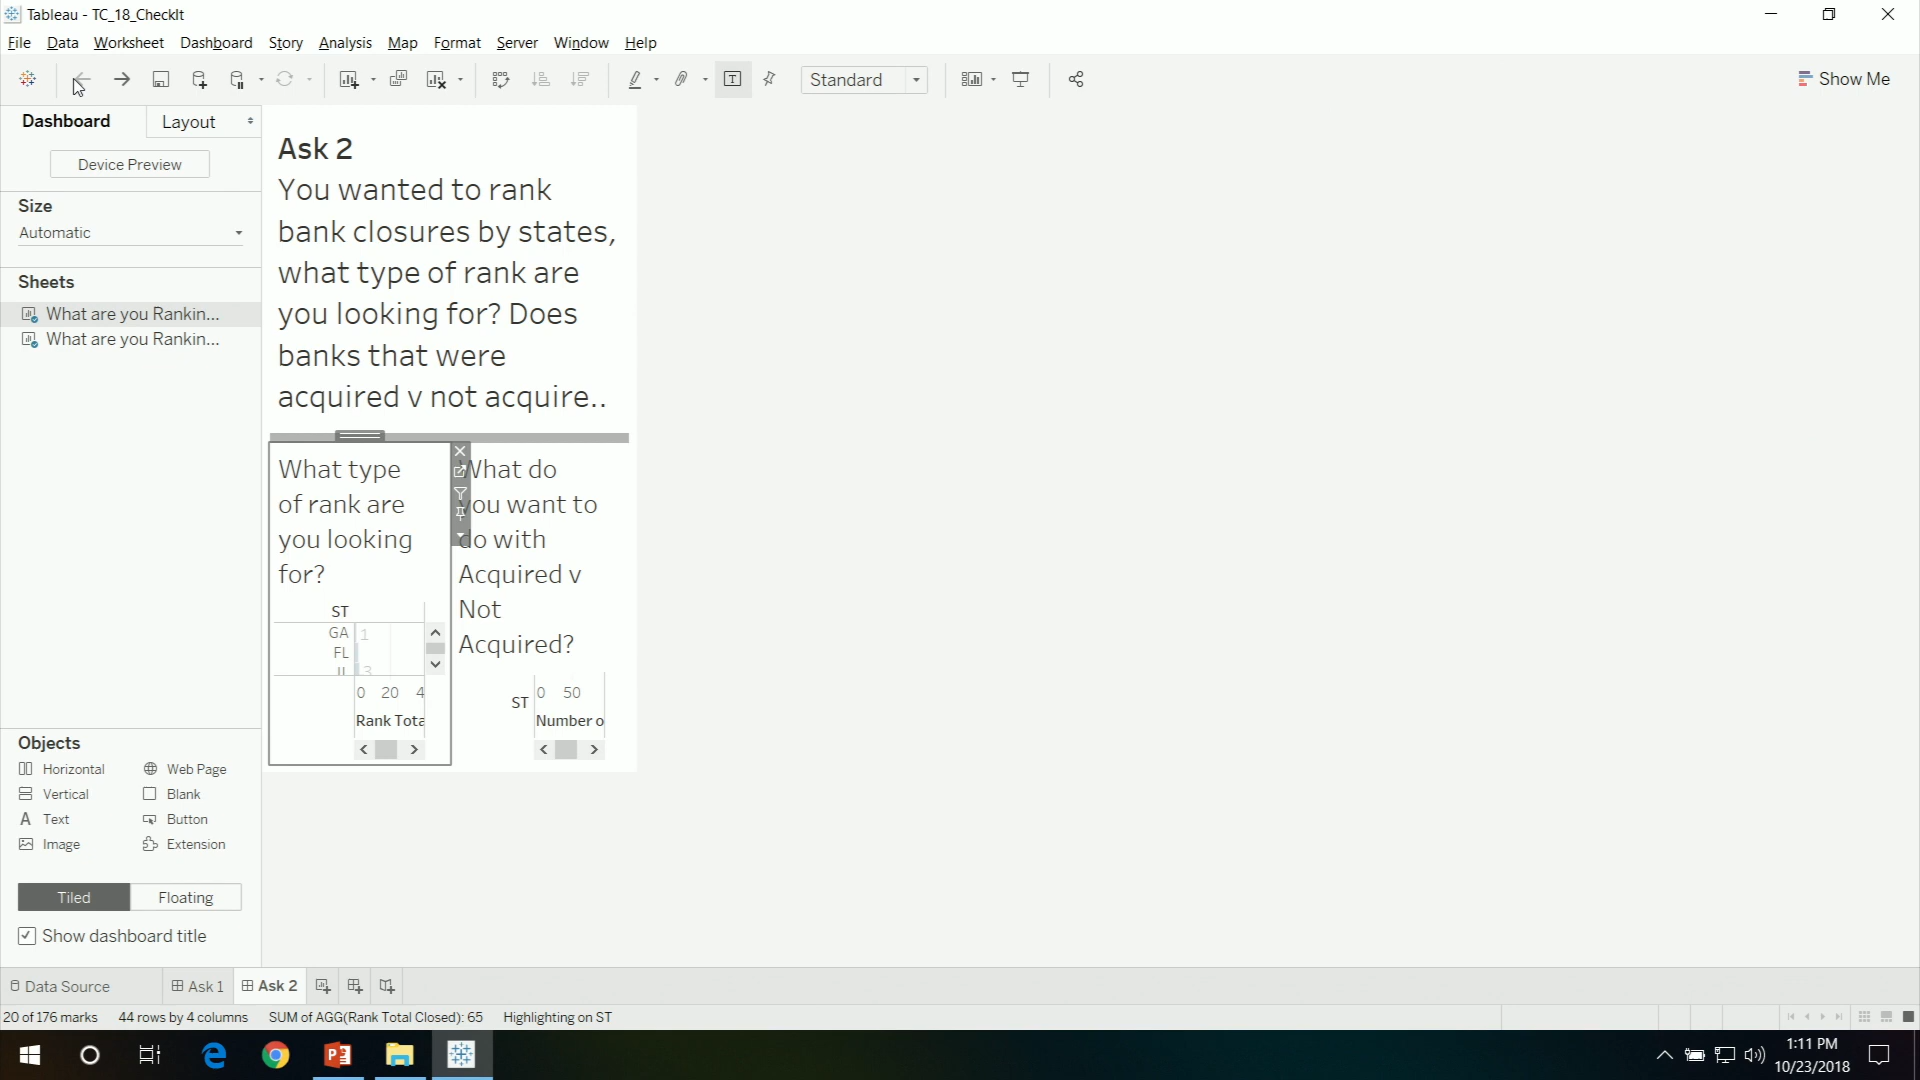 Tableau - TC_18_CheckIt
File Data Worksheet Dashboard Story Analysis Map Format Server Window Help
Standard
Show Me
Dashboard Layout
Device Preview
Size
Automatic
Sheets
What are you Rankin...
What are you Rankin...
Ask 2
You wanted to rank
bank closures by states,
what type of rank are
you looking for? Does
banks that were
acquired v not acquire..
What type
of rank are
you looking
for?
ST
GA 1
FL
3
0 20 4
Rank Tota
What do
you want to
do with
Acquired v
Not
Acquired?
ST 0 50
Number o
Objects
Horizontal Web Page
Vertical Blank
Text Button
Image Extension
Tiled Floating
Show dashboard title
Data Source Ask 1 Ask 2
20 of 176 marks 44 rows by 4 columns SUM of AGG(Rank Total Closed): 65 Highlighting on ST
1:11 PM
10/23/2018